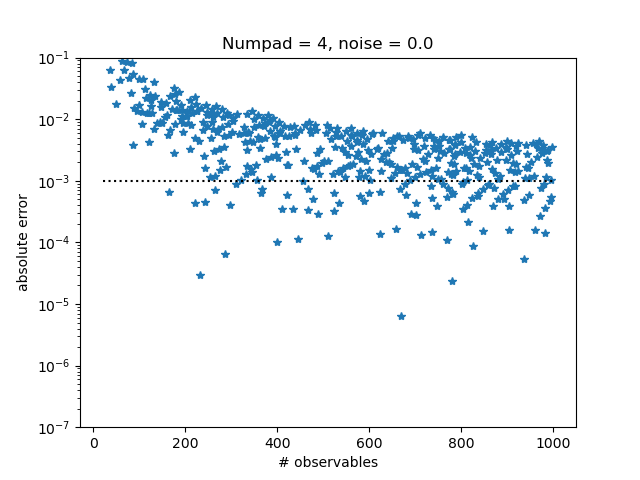 Numpad = 4, noise = 0.0
10⁻¹
10⁻²
10⁻³
10⁻⁴
10⁻⁵
10⁻⁶
10⁻⁷
absolute error
0 200 400 600 800 1000
# observables